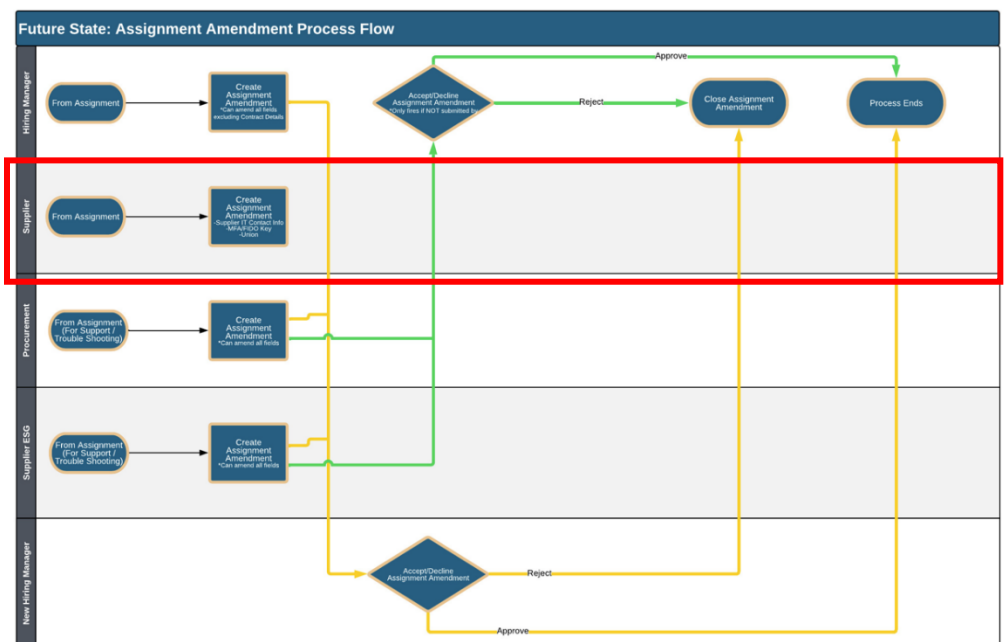 Future State: Assignment Amendment Process Flow
Hiring Manager
From Assignment
Create
Assignment
Amendment
*Can amend all fields
excluding Contract Details
Accept/Decline
Assignment Amendment
*Only fires if NOT submitted by
Approve
Reject
Close Assignment
Amendment
Process Ends
Supplier
From Assignment
Create
Assignment
Amendment
-Supplier IT Contact Info
-MFA/FIDO Key
-Union
Procurement
From Assignment
(For Support /
Trouble Shooting)
Create
Assignment
Amendment
*Can amend all fields
Supplier ESG
From Assignment
(For Support /
Trouble Shooting)
Create
Assignment
Amendment
*Can amend all fields
New Hiring Manager
Accept/Decline
Assignment Amendment
Reject
Approve